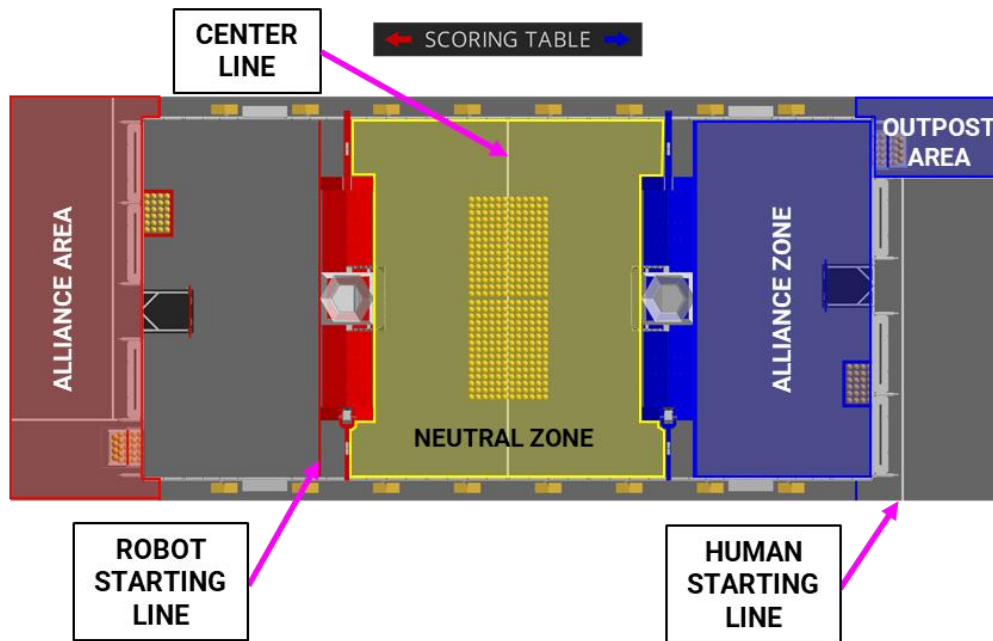 CENTER
LINE
SCORING TABLE
OUTPOST
AREA
ALLIANCE AREA
ALLIANCE ZONE
NEUTRAL ZONE
ROBOT
STARTING
LINE
HUMAN
STARTING
LINE